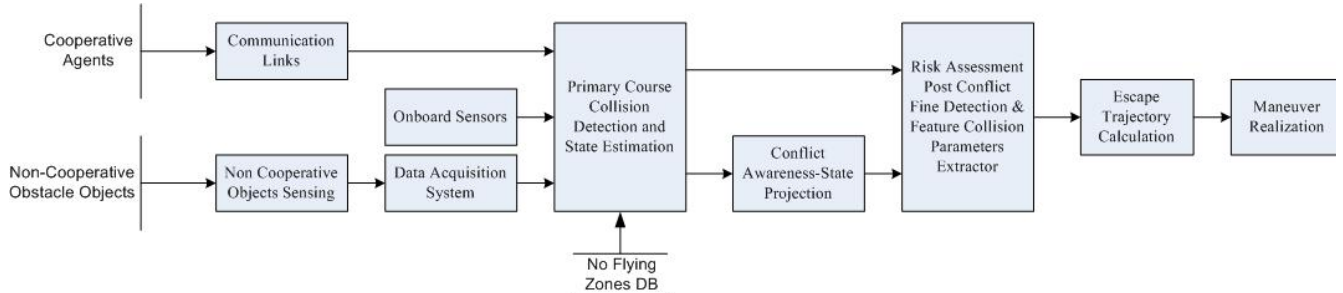 Cooperative
Agents
Communication
Links
Onboard Sensors
Non-Cooperative
Obstacle Objects
Non Cooperative
Objects Sensing
Data Acquisition
System
Primary Course
Collision
Detection and
State Estimation
No Flying
Zones DB
Conflict
Awareness-State
Projection
Risk Assessment
Post Conflict
Fine Detection &
Feature Collision
Parameters
Extractor
Escape
Trajectory
Calculation
Maneuver
Realization